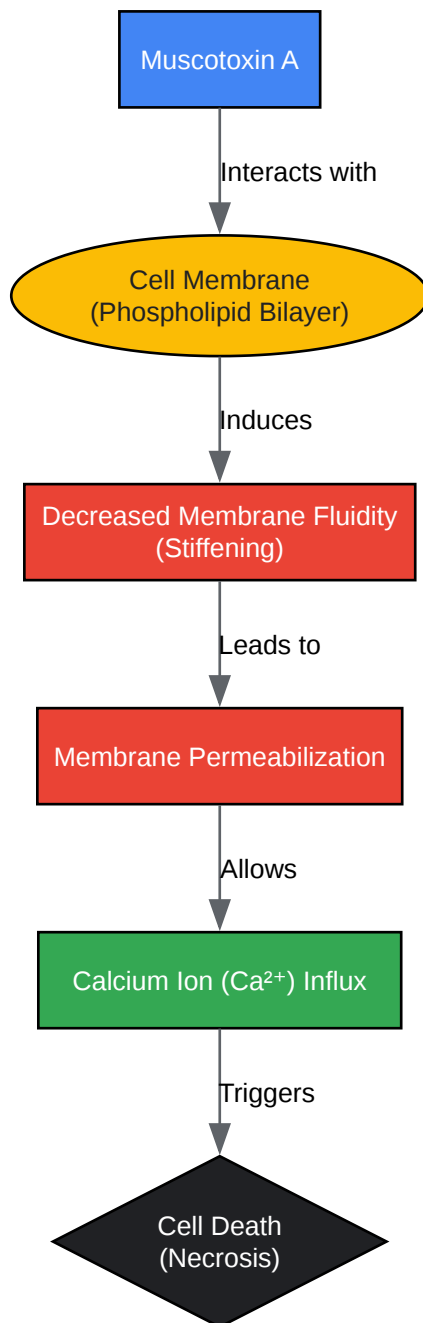 Muscotoxin A
Interacts with
Cell Membrane
(Phospholipid Bilayer)
Induces
Decreased Membrane Fluidity
(Stiffening)
Leads to
Membrane Permeabilization
Allows
Calcium Ion (Ca²⁺) Influx
Triggers
Cell Death
(Necrosis)